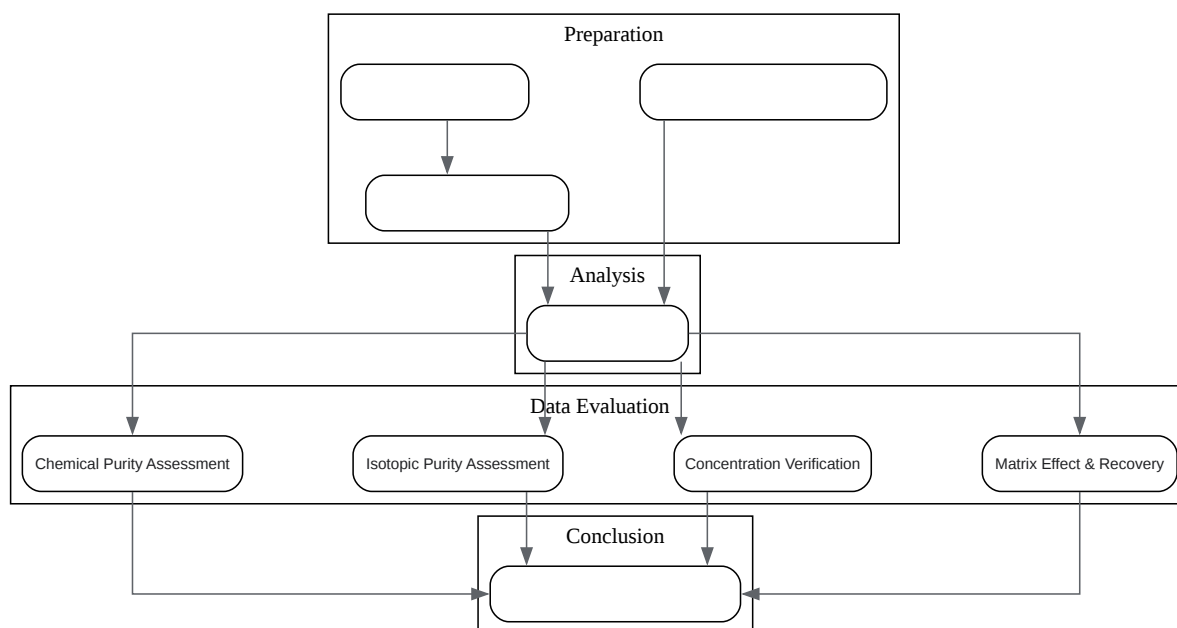 Preparation
Analysis
Data Evaluation
Chemical Purity Assessment
Isotopic Purity Assessment
Concentration Verification
Matrix Effect & Recovery
Conclusion